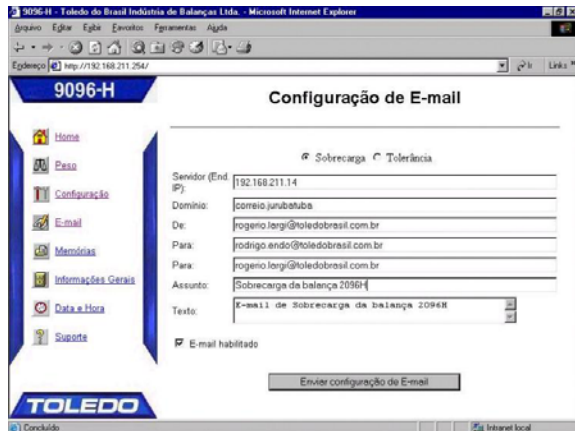 9096-H - Toledo do Brasil Indústria de Balanças Ltda. - Microsoft Internet Explorer
Arquivo Editar Exibir Favoritos Ferramentas Ajuda
Endereço http://192.168.211.254/ Ir Links »
9096-H
Configuração de E-mail
Home
Peso
Configuração
E-mail
Memórias
Informações Gerais
Data e Hora
Suporte
Sobrecarga Tolerância
Servidor (End. IP): 192.168.211.14
Domínio: correio.jurubatuba
De: rogerio.largi@toledobrasil.com.br
Para: rodrigo.endo@toledobrasil.com.br
Para: rogerio.largi@toledobrasil.com.br
Assunto: Sobrecarga da balança 2096H
Texto: E-mail de Sobrecarga da balança 2096H
E-mail habilitado
Enviar configuração de E-mail
TOLEDO
Concluído Intranet local